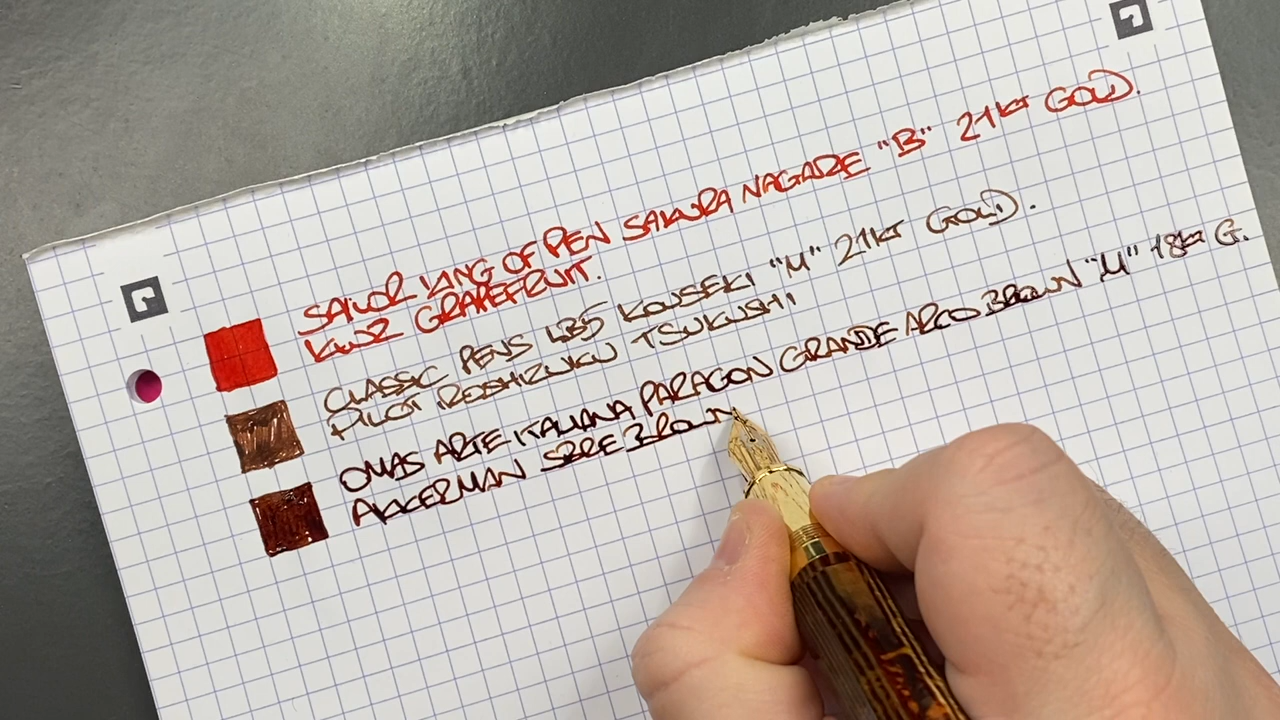 SAILOR KING OF PEN SAKURA NAGARE "B" 21kt GOLD.
KWZ GRAPEFRUIT.
CLASSIC PENS LB5 KOUSEKI "M" 21kt GOLD.
PILOT IROSHIZUKU TSUKUSHI
OMAS ARTE ITALIANA PARAGON GRANDE ARCO BROWN "M" 18kt G.
AKKERMAN SBRE BROWN